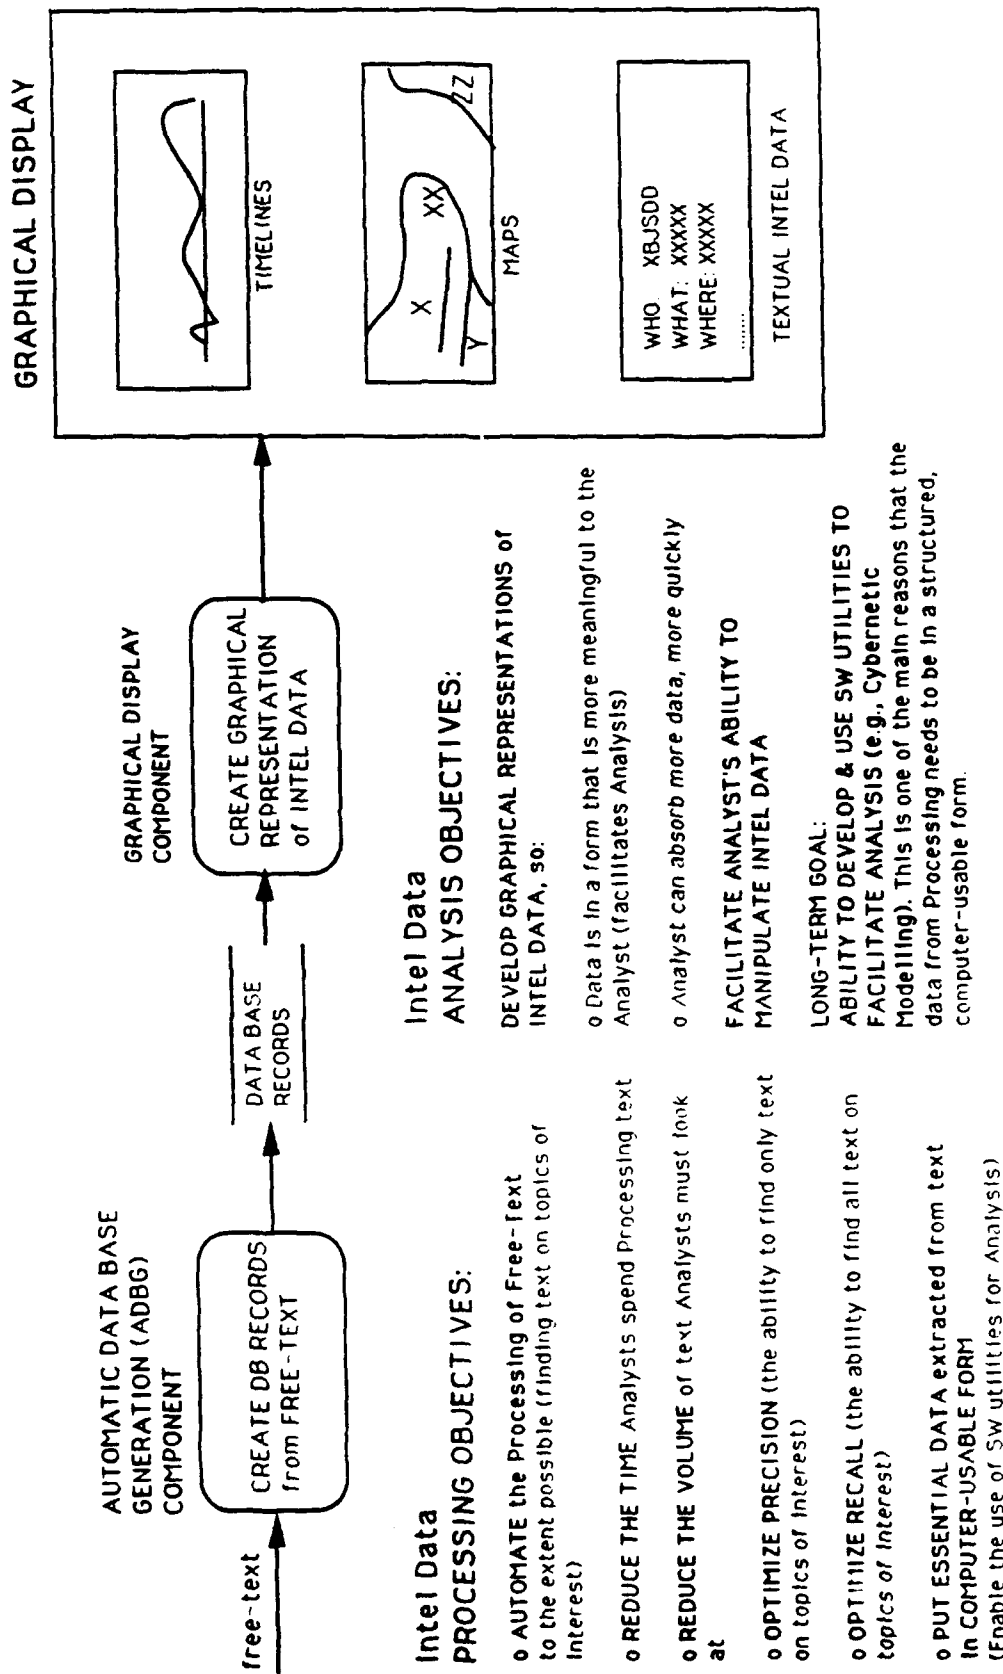 free-text
AUTOMATIC DATA BASE
GENERATION (ADBG)
COMPONENT
CREATE DB RECORDS
from FREE-TEXT
DATA BASE
RECORDS
GRAPHICAL DISPLAY
COMPONENT
CREATE GRAPHICAL
REPRESENTATION
of INTEL DATA
GRAPHICAL DISPLAY
TIMELINES
X
XX
Y
ZZ
MAPS
WHO XBJSDD
WHAT: XXXXX
WHERE: XXXXX
.......
TEXTUAL INTEL DATA
Intel Data
PROCESSING OBJECTIVES:
o AUTOMATE the Processing of Free-Text
to the extent possible (finding text on topics of
Interest)
o REDUCE THE TIME Analysts spend Processing text
o REDUCE THE VOLUME of text Analysts must look
at
o OPTIMIZE PRECISION (the ability to find only text
on topics of Interest)
o OPTIMIZE RECALL (the ability to find all text on
topics of Interest)
o PUT ESSENTIAL DATA extracted from text
In COMPUTER-USABLE FORM
(Enable the use of SW utilities for Analysis)
Intel Data
ANALYSIS OBJECTIVES:
DEVELOP GRAPHICAL REPRESENTATIONS of
INTEL DATA, so:
o Data is in a form that is more meaningful to the
Analyst (facilitates Analysis)
o Analyst can absorb more data, more quickly
FACILITATE ANALYST'S ABILITY TO
MANIPULATE INTEL DATA
LONG-TERM GOAL:
ABILITY TO DEVELOP & USE SW UTILITIES TO
FACILITATE ANALYSIS (e.g., Cybernetic
Modelling). This is one of the main reasons that the
data from Processing needs to be in a structured,
computer-usable form.